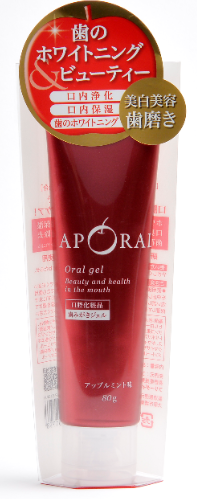 歯の
ホワイトニング
&ビューティー
口内浄化
口内保湿
歯のホワイトニング
美白美容
歯磨き
APORAL
Oral gel
Beauty and health
in the mouth
口腔化粧品
歯みがきジェル
アップルミント味
80g